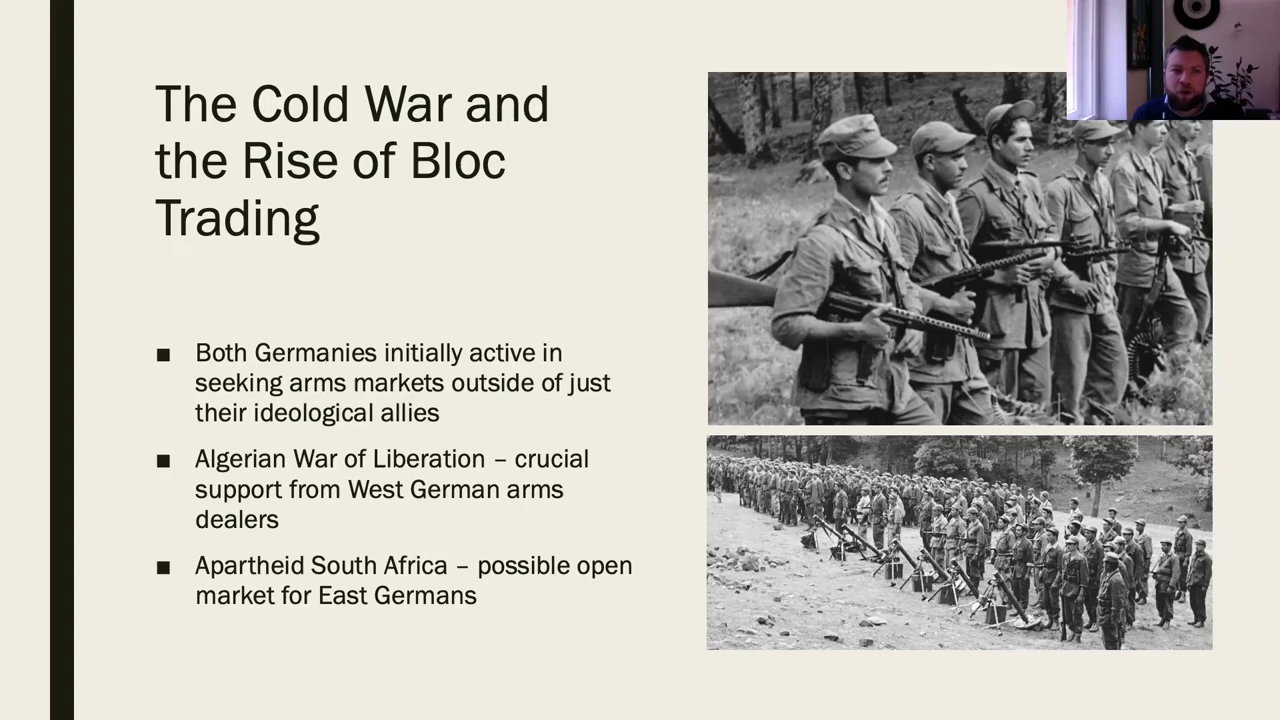 The Cold War and
the Rise of Bloc
Trading
■ Both Germanies initially active in
seeking arms markets outside of just
their ideological allies
■ Algerian War of Liberation – crucial
support from West German arms
dealers
■ Apartheid South Africa – possible open
market for East Germans